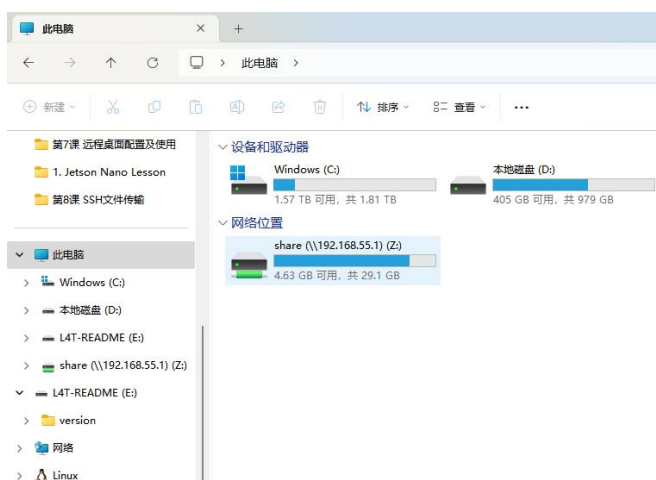 此电脑
此电脑
新建
排序
查看
第7课 远程桌面配置及使用
1. Jetson Nano Lesson
第8课 SSH文件传输
此电脑
Windows (C:)
本地磁盘 (D:)
L4T-README (E:)
share (\\192.168.55.1) (Z:)
L4T-README (E:)
version
网络
Linux
设备和驱动器
Windows (C:)
1.57 TB 可用, 共 1.81 TB
本地磁盘 (D:)
405 GB 可用, 共 979 GB
网络位置
share (\\192.168.55.1) (Z:)
4.63 GB 可用, 共 29.1 GB